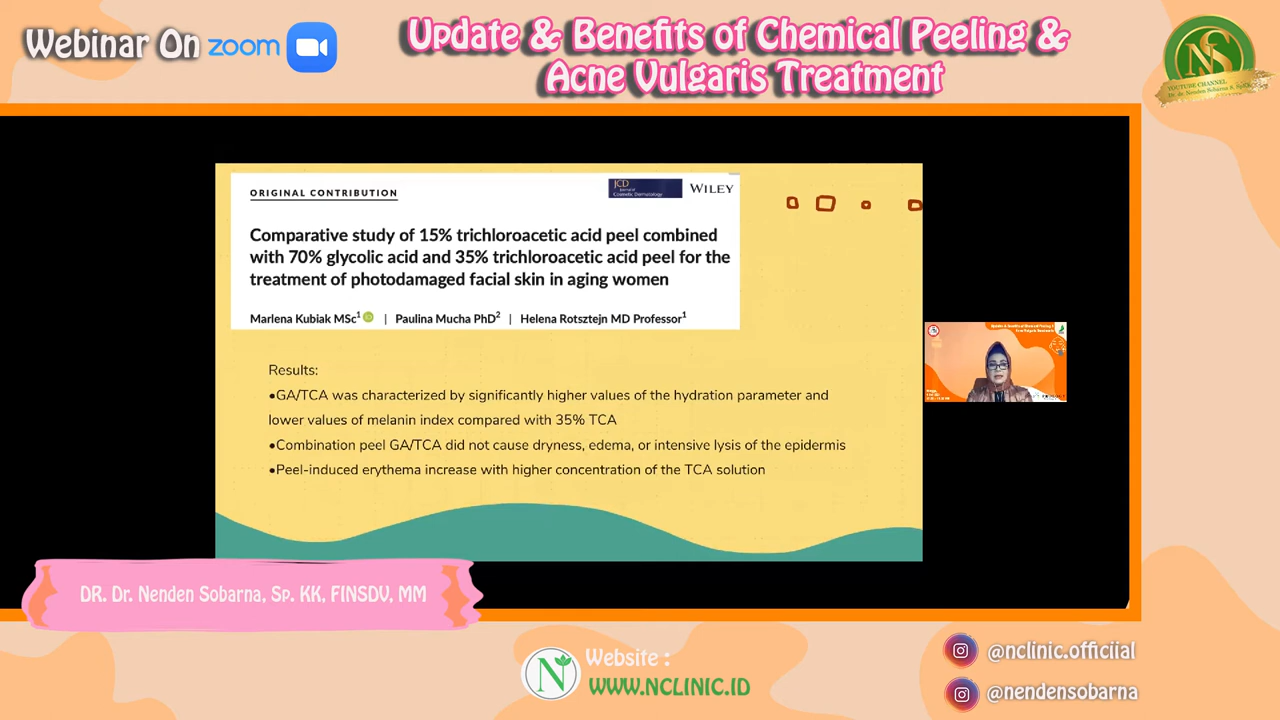 Webinar On zoom
Update & Benefits of Chemical Peeling &
Acne Vulgaris Treatment
NS
YOUTUBE CHANNEL
ORIGINAL CONTRIBUTION
JCD
Cosmetic Dermatology
WILEY
Comparative study of 15% trichloroacetic acid peel combined
with 70% glycolic acid and 35% trichloroacetic acid peel for the
treatment of photodamaged facial skin in aging women
Marlena Kubiak MSc1 | Paulina Mucha PhD2 | Helena Rotsztejn MD Professor1
Results:
•GA/TCA was characterized by significantly higher values of the hydration parameter and
lower values of melanin index compared with 35% TCA
•Combination peel GA/TCA did not cause dryness, edema, or intensive lysis of the epidermis
•Peel-induced erythema increase with higher concentration of the TCA solution
DR. Dr. Nenden Sobarna, Sp. KK, FINSDV, MM
N
Website :
WWW.NCLINIC.ID
@nclinic.officiial
@nendensobarna